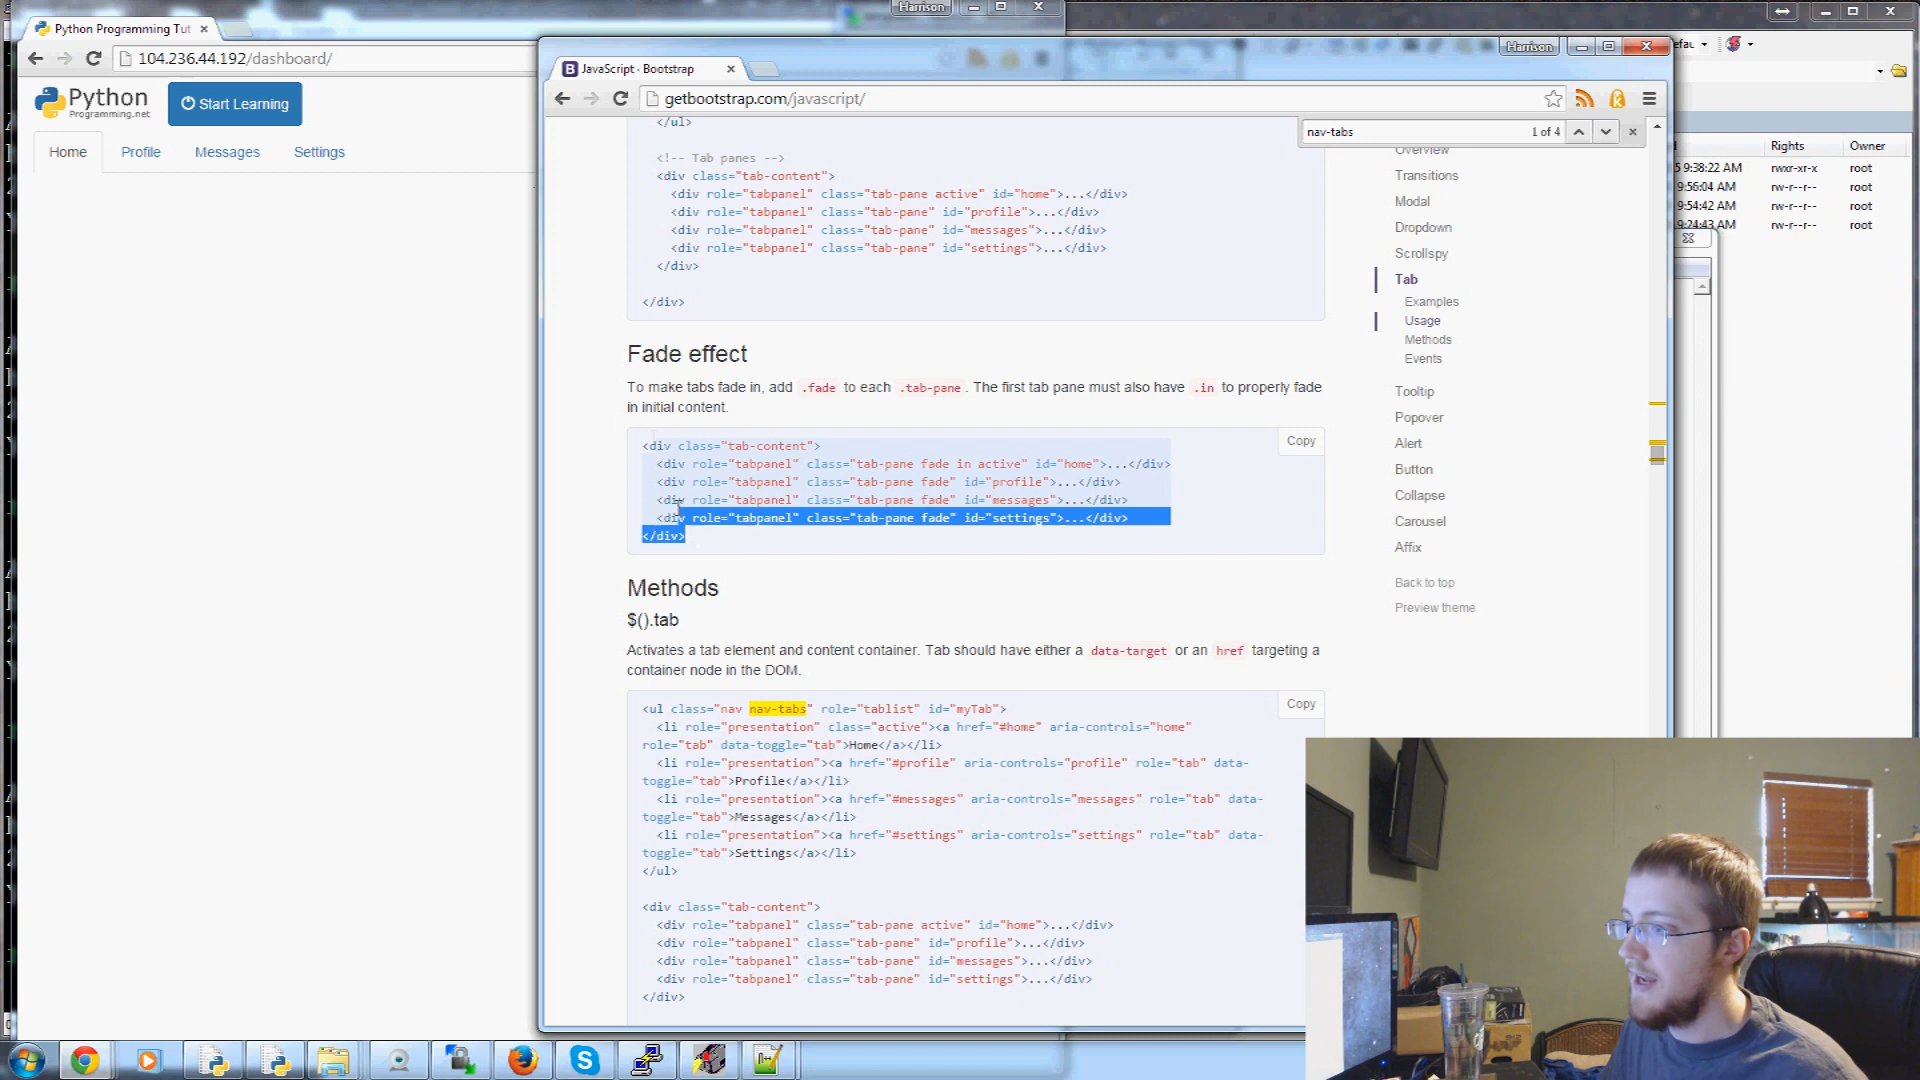 Harrison
Python Programming Tut
104.236.44.192/dashboard/
Python
Programming.net
Start Learning
Home
Profile
Messages
Settings
Harrison
JavaScript · Bootstrap
getbootstrap.com/javascript/
nav-tabs
1 of 4
</ul>
<!-- Tab panes -->
<div class="tab-content">
<div role="tabpanel" class="tab-pane active" id="home">...</div>
<div role="tabpanel" class="tab-pane" id="profile">...</div>
<div role="tabpanel" class="tab-pane" id="messages">...</div>
<div role="tabpanel" class="tab-pane" id="settings">...</div>
</div>
</div>
Fade effect
To make tabs fade in, add .fade to each .tab-pane. The first tab pane must also have .in to properly fade
in initial content.
Copy
<div class="tab-content">
<div role="tabpanel" class="tab-pane fade in active" id="home">...</div>
<div role="tabpanel" class="tab-pane fade" id="profile">...</div>
<div role="tabpanel" class="tab-pane fade" id="messages">...</div>
<div role="tabpanel" class="tab-pane fade" id="settings">...</div>
</div>
Methods
$().tab
Activates a tab element and content container. Tab should have either a data-target or an href targeting a
container node in the DOM.
Copy
<ul class="nav nav-tabs" role="tablist" id="myTab">
<li role="presentation" class="active"><a href="#home" aria-controls="home"
role="tab" data-toggle="tab">Home</a></li>
<li role="presentation"><a href="#profile" aria-controls="profile" role="tab" data-
toggle="tab">Profile</a></li>
<li role="presentation"><a href="#messages" aria-controls="messages" role="tab" data-
toggle="tab">Messages</a></li>
<li role="presentation"><a href="#settings" aria-controls="settings" role="tab" data-
toggle="tab">Settings</a></li>
</ul>
<div class="tab-content">
<div role="tabpanel" class="tab-pane active" id="home">...</div>
<div role="tabpanel" class="tab-pane" id="profile">...</div>
<div role="tabpanel" class="tab-pane" id="messages">...</div>
<div role="tabpanel" class="tab-pane" id="settings">...</div>
</div>
Overview
Transitions
Modal
Dropdown
Scrollspy
Tab
Examples
Usage
Methods
Events
Tooltip
Popover
Alert
Button
Collapse
Carousel
Affix
Back to top
Preview theme
Rights
Owner
5 9:38:22 AM rwxr-xr-x root
9:56:04 AM rw-r--r-- root
9:54:42 AM rw-r--r-- root
9:24:43 AM rw-r--r-- root